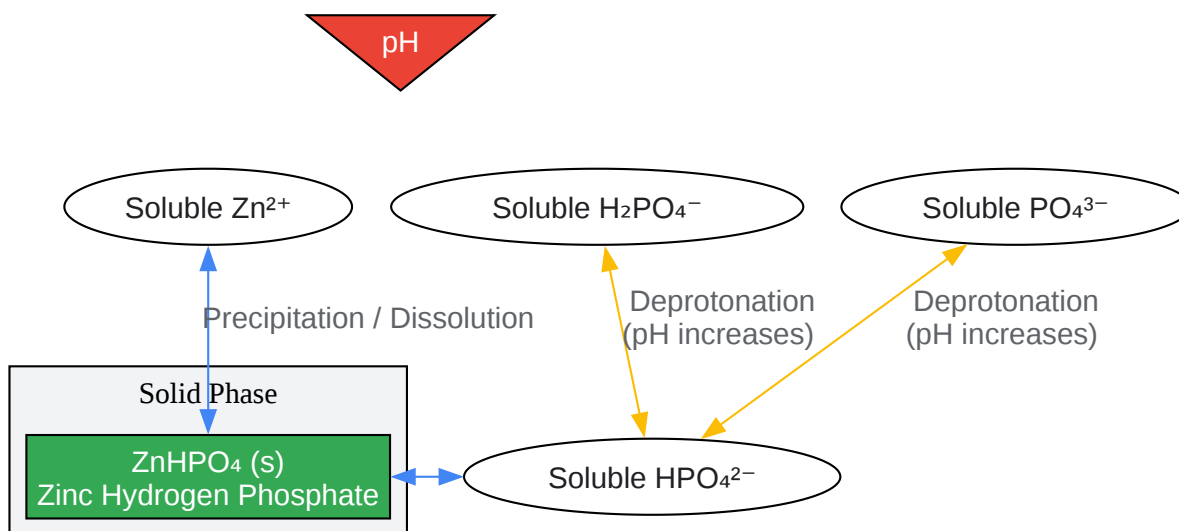 pH
Soluble Zn²⁺
Soluble H₂PO₄⁻
Soluble PO₄³⁻
Precipitation / Dissolution
Deprotonation
(pH increases)
Deprotonation
(pH increases)
Solid Phase
ZnHPO₄ (s)
Zinc Hydrogen Phosphate
Soluble HPO₄²⁻